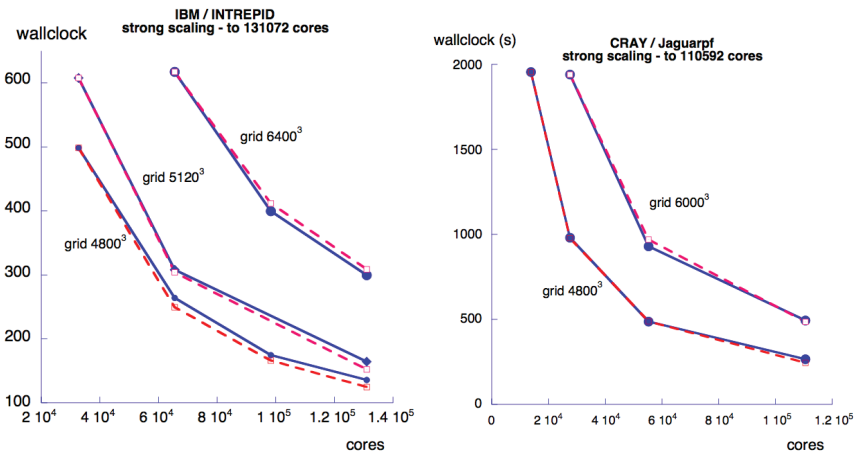 IBM / INTREPID
strong scaling - to 131072 cores
wallclock
600
500
400
300
200
100
grid 6400³
grid 5120³
grid 4800³
2 10⁴ 4 10⁴ 6 10⁴ 8 10⁴ 1 10⁵ 1.2 10⁵ 1.4 10⁵
cores
CRAY / Jaguarpf
strong scaling - to 110592 cores
wallclock (s)
2000
1500
1000
500
0
grid 6000³
grid 4800³
0 2 10⁴ 4 10⁴ 6 10⁴ 8 10⁴ 1 10⁵ 1.2 10⁵
cores